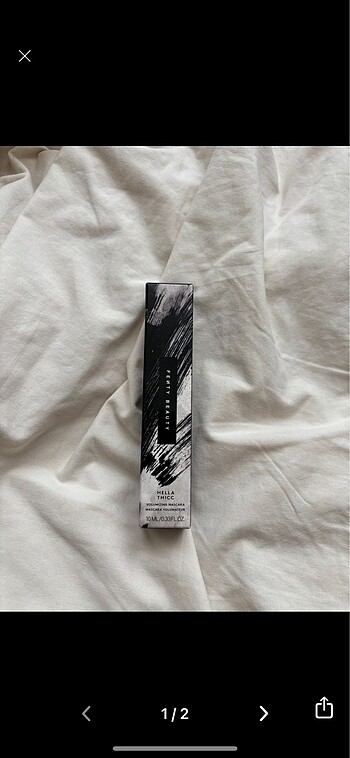 FENTY BEAUTY
HELLA
THICC
VOLUMIZING MASCARA
MASCARA VOLUMATEUR
10 ML/0.33 FL.OZ.
1/2